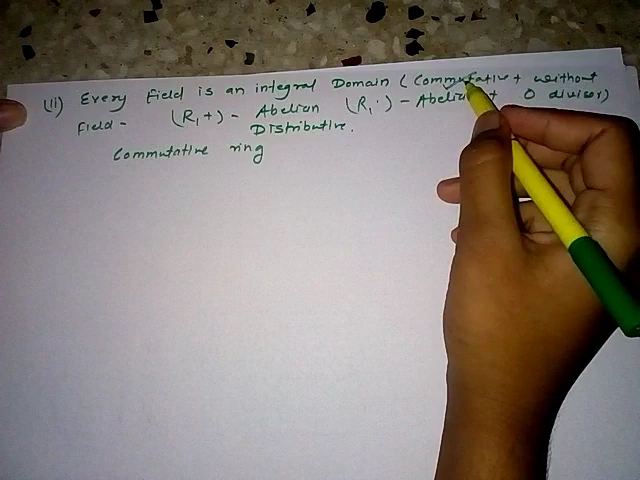 (ii) Every Field is an integral Domain (Commutative + without 0 divisor)
Field - (R, +) - Abelian (R, ·) - Abelian
Distributive.
Commutative ring